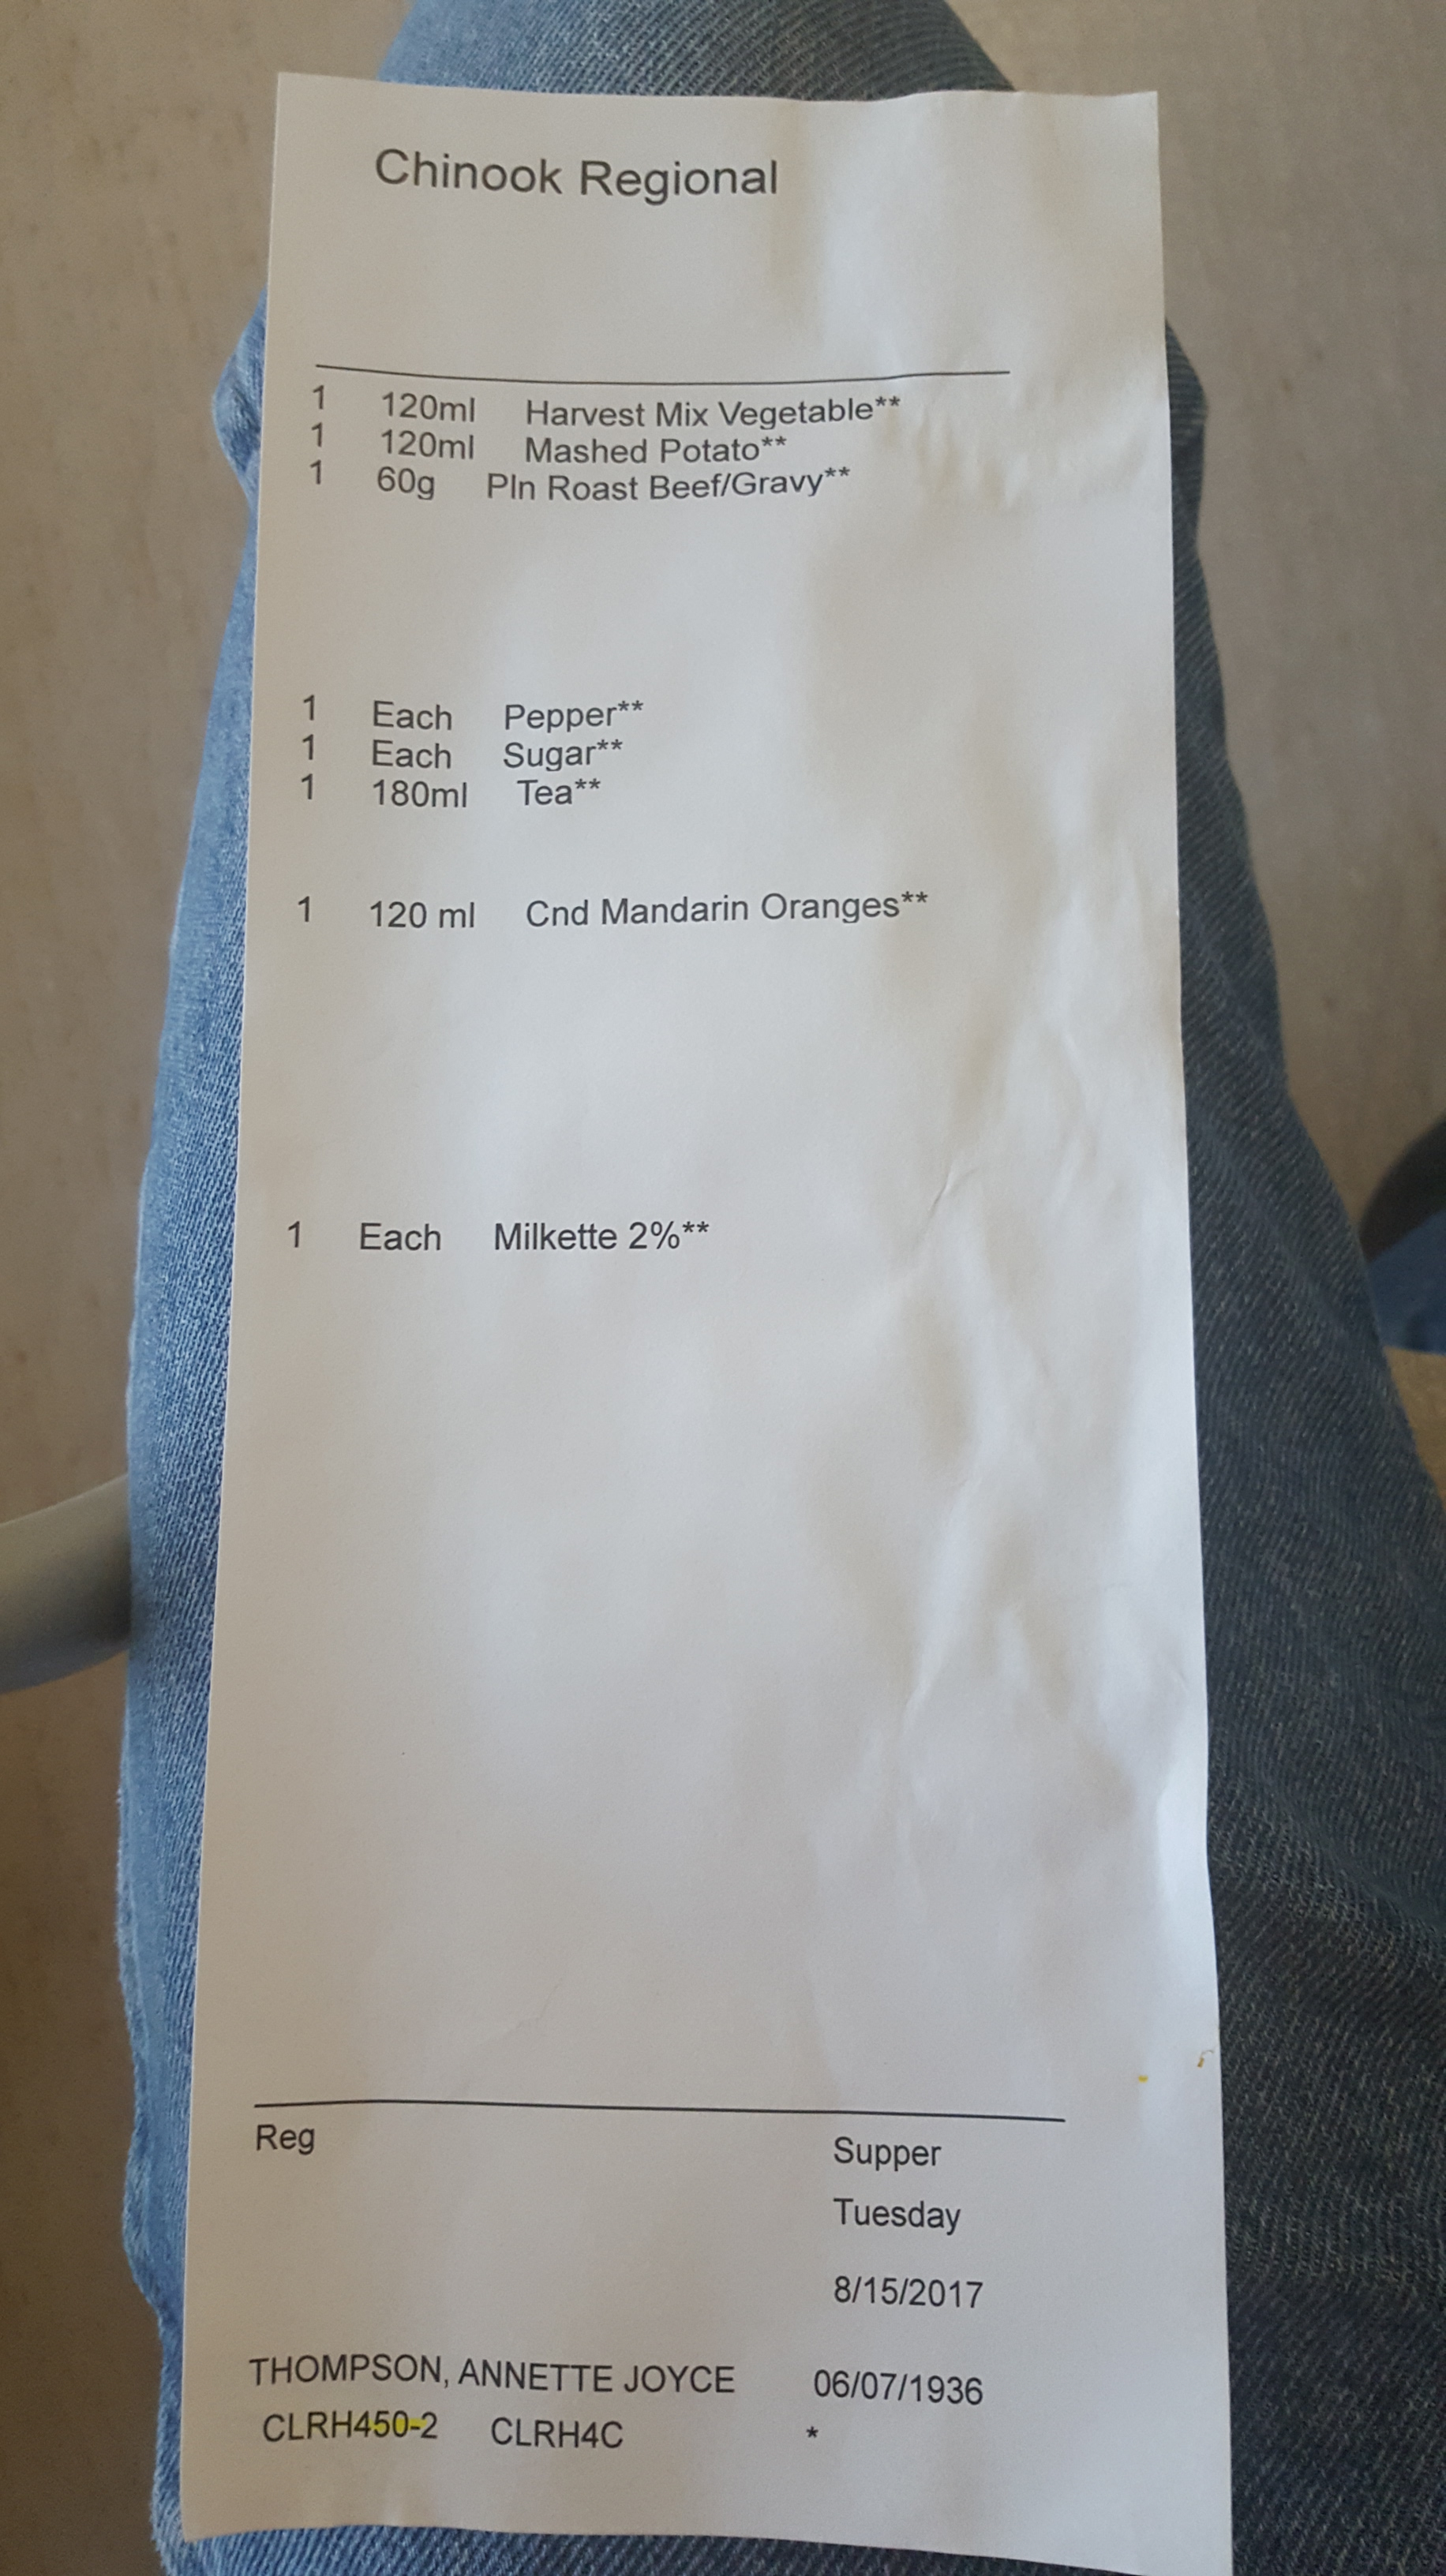 Chinook Regional
1 120ml Harvest Mix Vegetable**
1 120ml Mashed Potato**
1 60g Pln Roast Beef/Gravy**
1 Each Pepper**
1 Each Sugar**
1 180ml Tea**
1 120 ml Cnd Mandarin Oranges**
1 Each Milkette 2%**
Reg Supper
Tuesday
8/15/2017
THOMPSON, ANNETTE JOYCE 06/07/1936
CLRH450-2 CLRH4C *